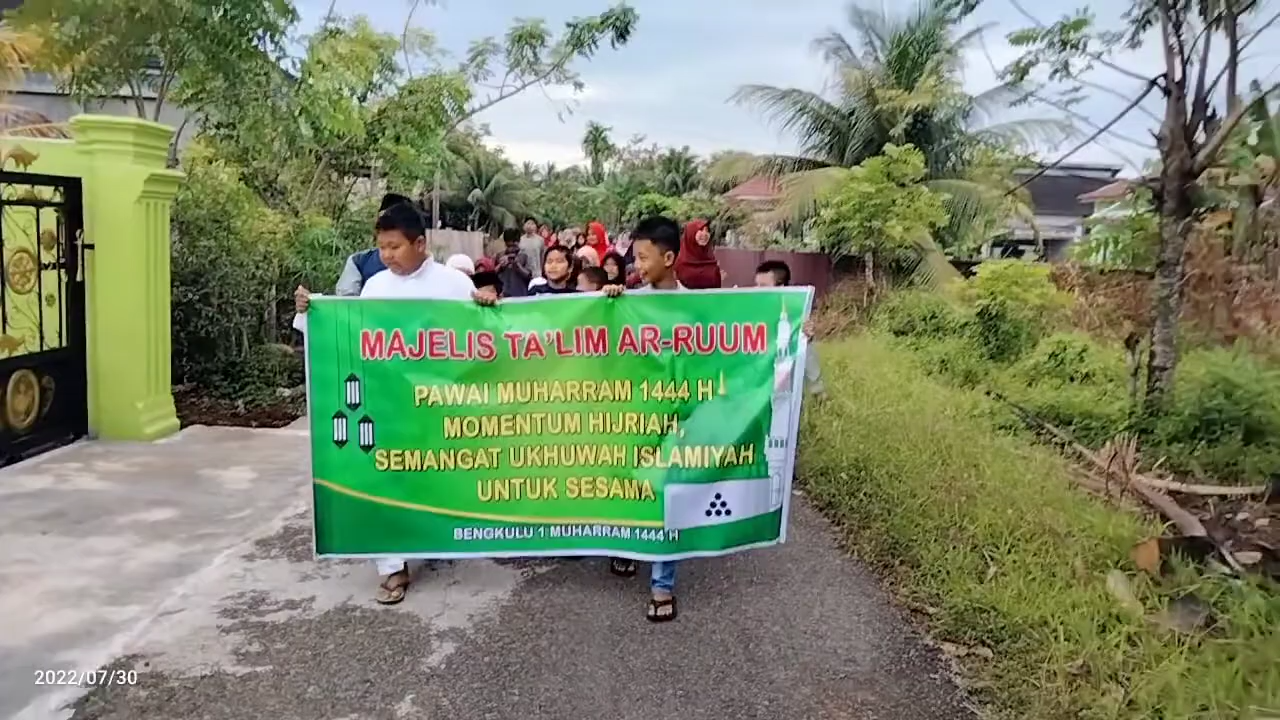 MAJELIS TA'LIM AR-RUUM
PAWAI MUHARRAM 1444 H
MOMENTUM HIJRIAH,
SEMANGAT UKHUWAH ISLAMIYAH
UNTUK SESAMA
BENGKULU 1 MUHARRAM 1444 H
2022/07/30